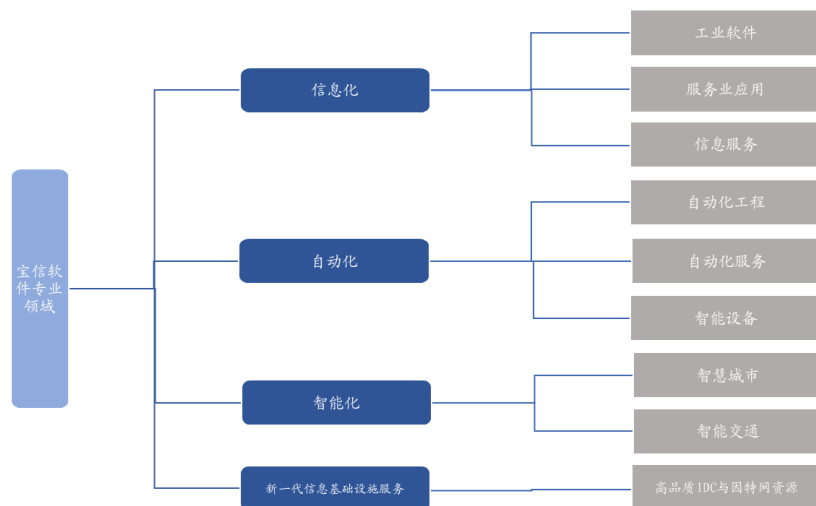 宝信软
件专业
领域
信息化
工业软件
服务业应用
信息服务
自动化
自动化工程
自动化服务
智能设备
智能化
智慧城市
智能交通
新一代信息基础设施服务
高品质IDC与因特网资源